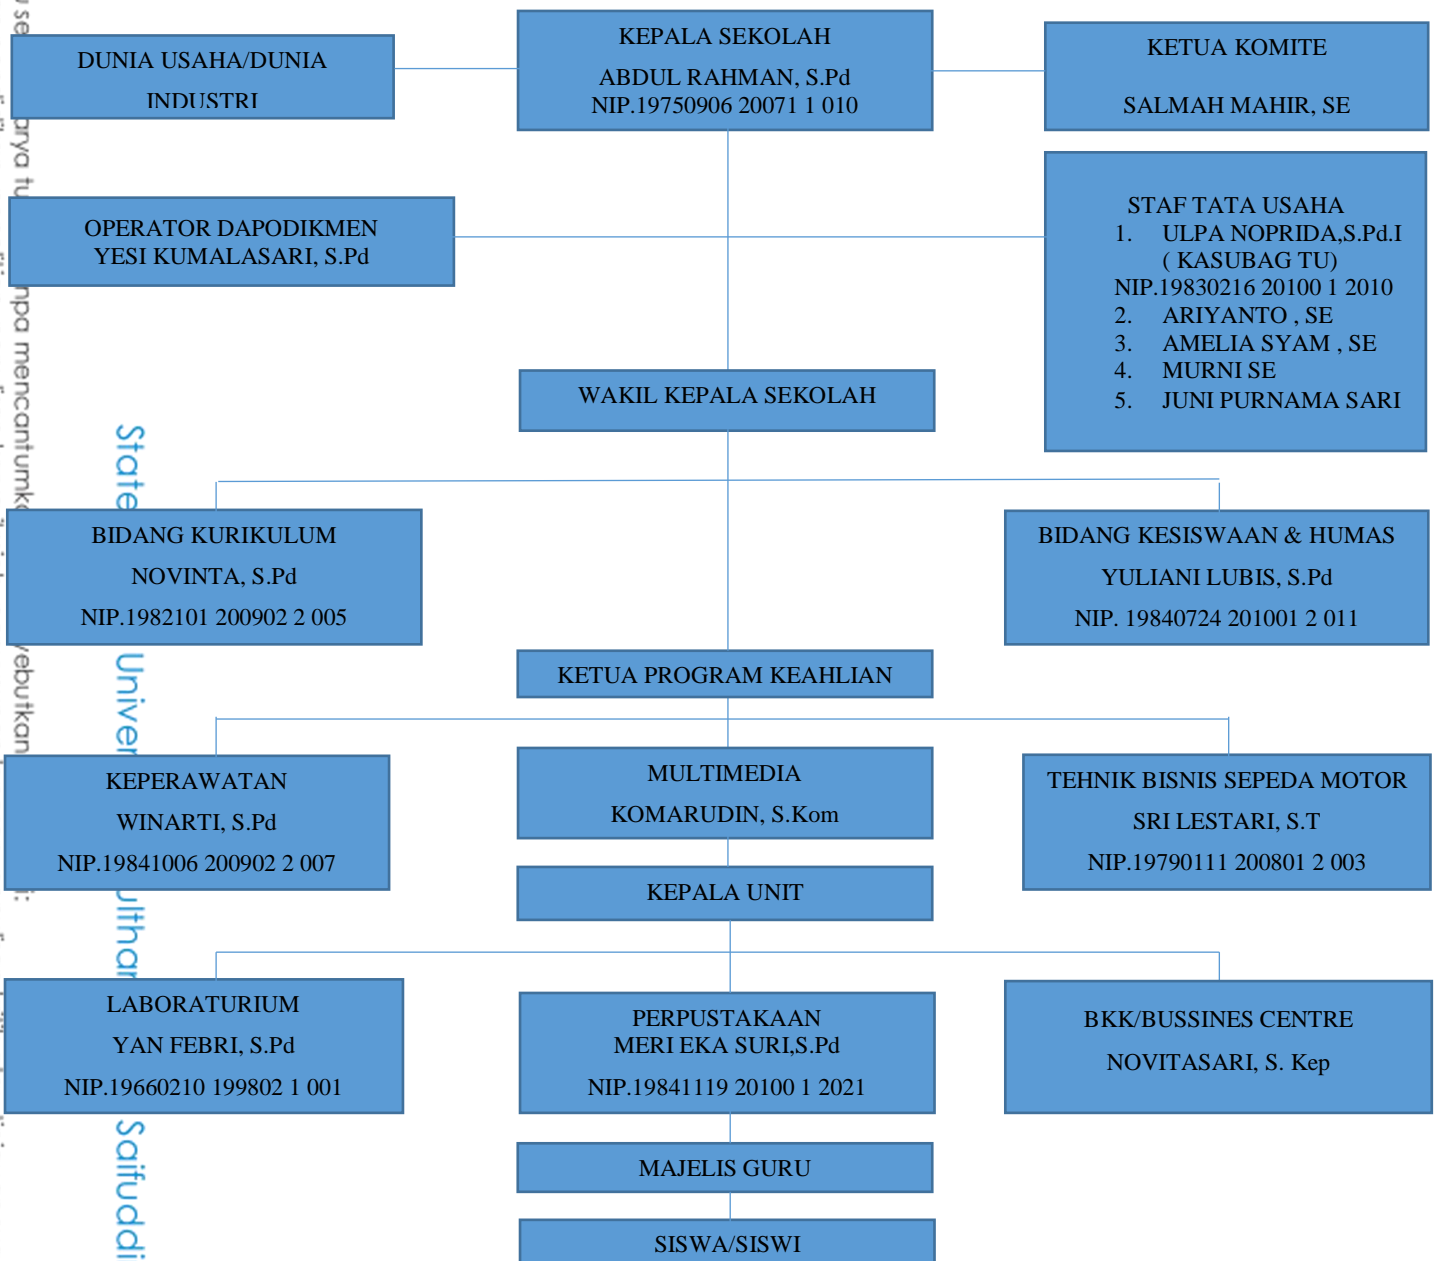 DUNIA USAHA/DUNIA
INDUSTRI
KEPALA SEKOLAH
ABDUL RAHMAN, S.Pd
NIP.19750906 20071 1 010
KETUA KOMITE
SALMAH MAHIR, SE
OPERATOR DAPODIKMEN
YESI KUMALASARI, S.Pd
STAF TATA USAHA
1. ULPA NOPRIDA,S.Pd.I
( KASUBAG TU)
NIP.19830216 20100 1 2010
2. ARIYANTO , SE
3. AMELIA SYAM , SE
4. MURNI SE
5. JUNI PURNAMA SARI
WAKIL KEPALA SEKOLAH
BIDANG KURIKULUM
NOVINTA, S.Pd
NIP.1982101 200902 2 005
BIDANG KESISWAAN & HUMAS
YULIANI LUBIS, S.Pd
NIP. 19840724 201001 2 011
KETUA PROGRAM KEAHLIAN
KEPERAWATAN
WINARTI, S.Pd
NIP.19841006 200902 2 007
MULTIMEDIA
KOMARUDIN, S.Kom
TEHNIK BISNIS SEPEDA MOTOR
SRI LESTARI, S.T
NIP.19790111 200801 2 003
KEPALA UNIT
LABORATURIUM
YAN FEBRI, S.Pd
NIP.19660210 199802 1 001
PERPUSTAKAAN
MERI EKA SURI,S.Pd
NIP.19841119 20100 1 2021
BKK/BUSSINES CENTRE
NOVITASARI, S. Kep
MAJELIS GURU
SISWA/SISWI
State Univer ulthan Saifuddi